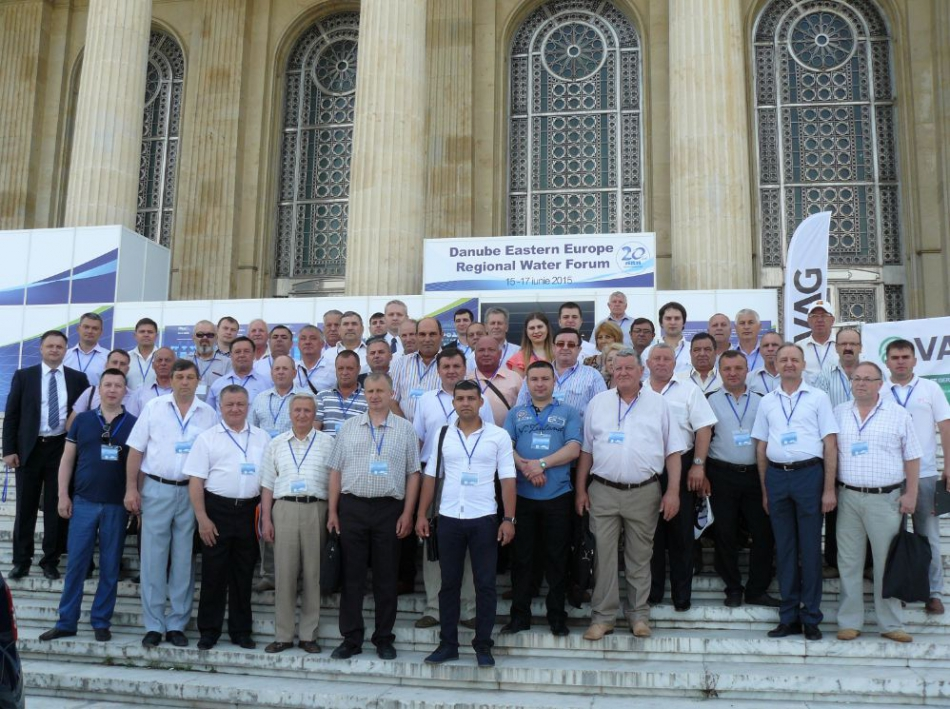 Danube Eastern Europe
Regional Water Forum
15 -17 iunie 2015
20
VAG
VA